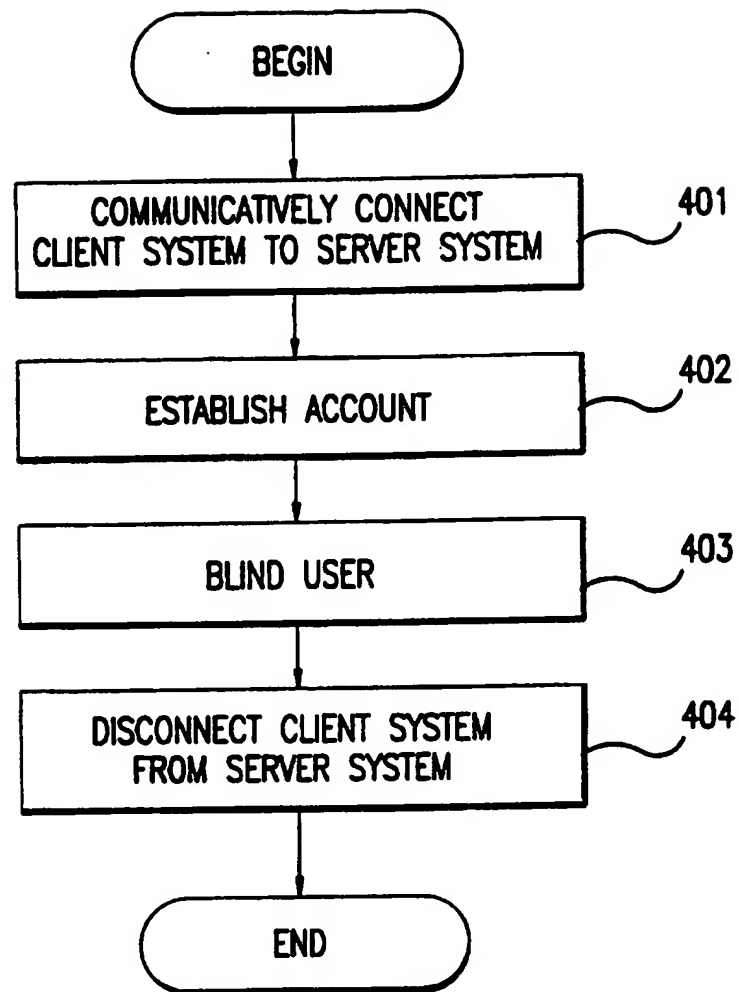 BEGIN
COMMUNICATIVELY CONNECT
CLIENT SYSTEM TO SERVER SYSTEM
401
ESTABLISH ACCOUNT
402
BLIND USER
403
DISCONNECT CLIENT SYSTEM
FROM SERVER SYSTEM
404
END